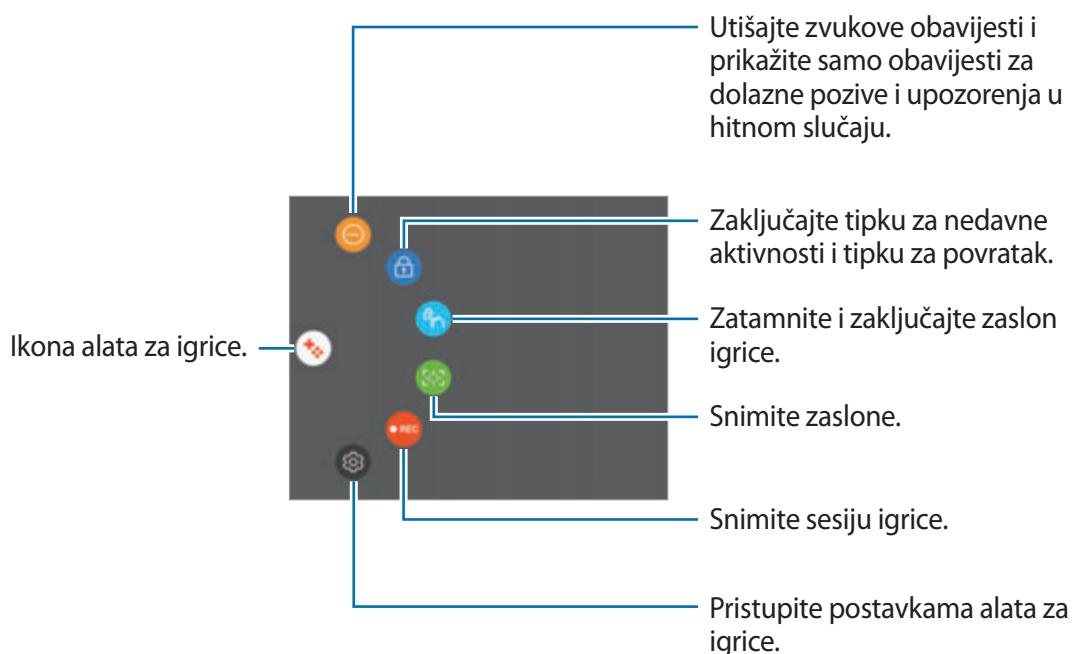 Utišajte zvukove obavijesti i
prikažite samo obavijesti za
dolazne pozive i upozorenja u
hitnom slučaju.
Zaključajte tipku za nedavne
aktivnosti i tipku za povratak.
Zatamnite i zaključajte zaslon
igrice.
Ikona alata za igrice.
Snimite zaslone.
REC
Snimite sesiju igrice.
Pristupite postavkama alata za
igrice.